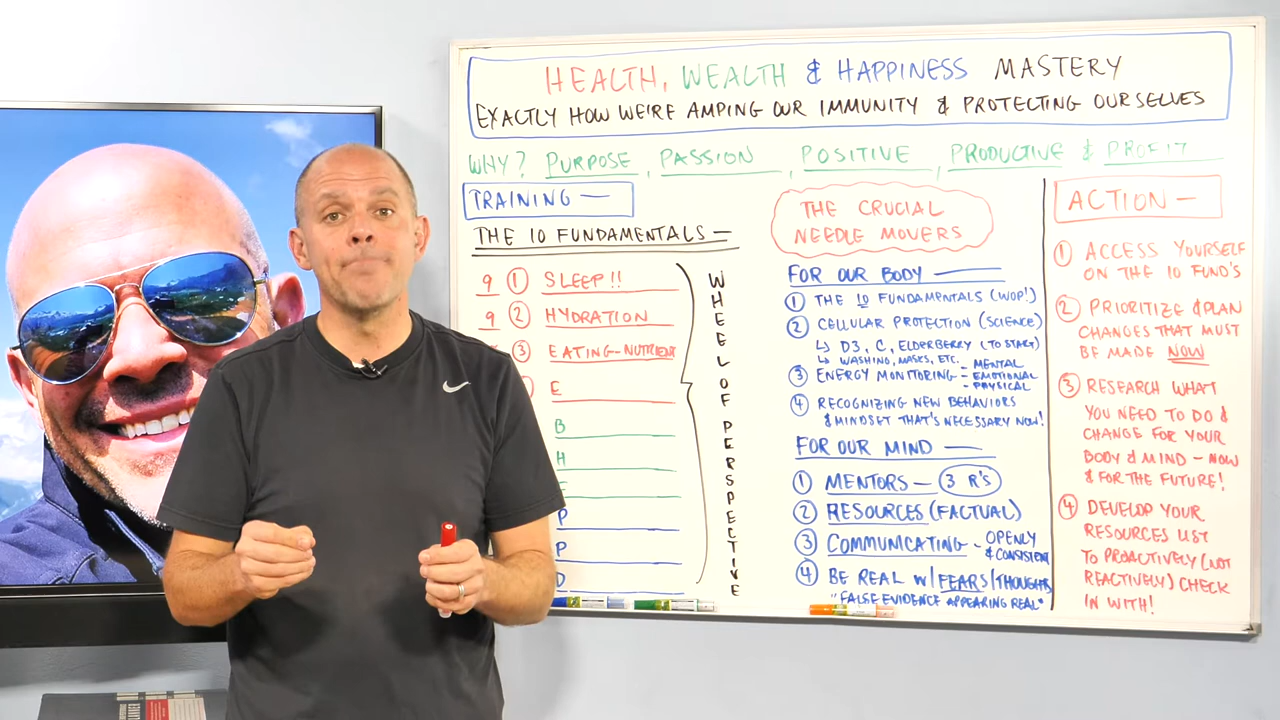 HEALTH, WEALTH & HAPPINESS MASTERY
EXACTLY HOW WE'RE AMPING OUR IMMUNITY & PROTECTING OURSELVES
WHY? PURPOSE, PASSION, POSITIVE, PRODUCTIVE & PROFIT
TRAINING —
THE 10 FUNDAMENTALS —
9 1 SLEEP!!
9 2 HYDRATION
3 EATING - NUTRIENT
E
B
H
F
P
P
D
WHEEL OF PERSPECTIVE
THE CRUCIAL
NEEDLE MOVERS
FOR OUR BODY —
1 THE 10 FUNDAMENTALS (WOP!)
2 CELLULAR PROTECTION (SCIENCE)
↳ D3, C, ELDERBERRY (TO START)
↳ WASHING, MASKS, ETC.
3 ENERGY MONITORING - MENTAL
- EMOTIONAL
- PHYSICAL
4 RECOGNIZING NEW BEHAVIORS
& MINDSET THAT'S NECESSARY NOW!
FOR OUR MIND —
1 MENTORS — 3 R'S
2 RESOURCES (FACTUAL)
3 COMMUNICATING - OPENLY
& CONSISTENT
4 BE REAL W/ FEARS/THOUGHTS
"FALSE EVIDENCE APPEARING REAL"
ACTION —
1 ACCESS YOURSELF
ON THE 10 FUND'S
2 PRIORITIZE & PLAN
CHANGES THAT MUST
BE MADE NOW
3 RESEARCH WHAT
YOU NEED TO DO &
CHANGE FOR YOUR
BODY & MIND - NOW
& FOR THE FUTURE!
4 DEVELOP YOUR
RESOURCES LIST
TO PROACTIVELY (NOT
REACTIVELY) CHECK
IN WITH!